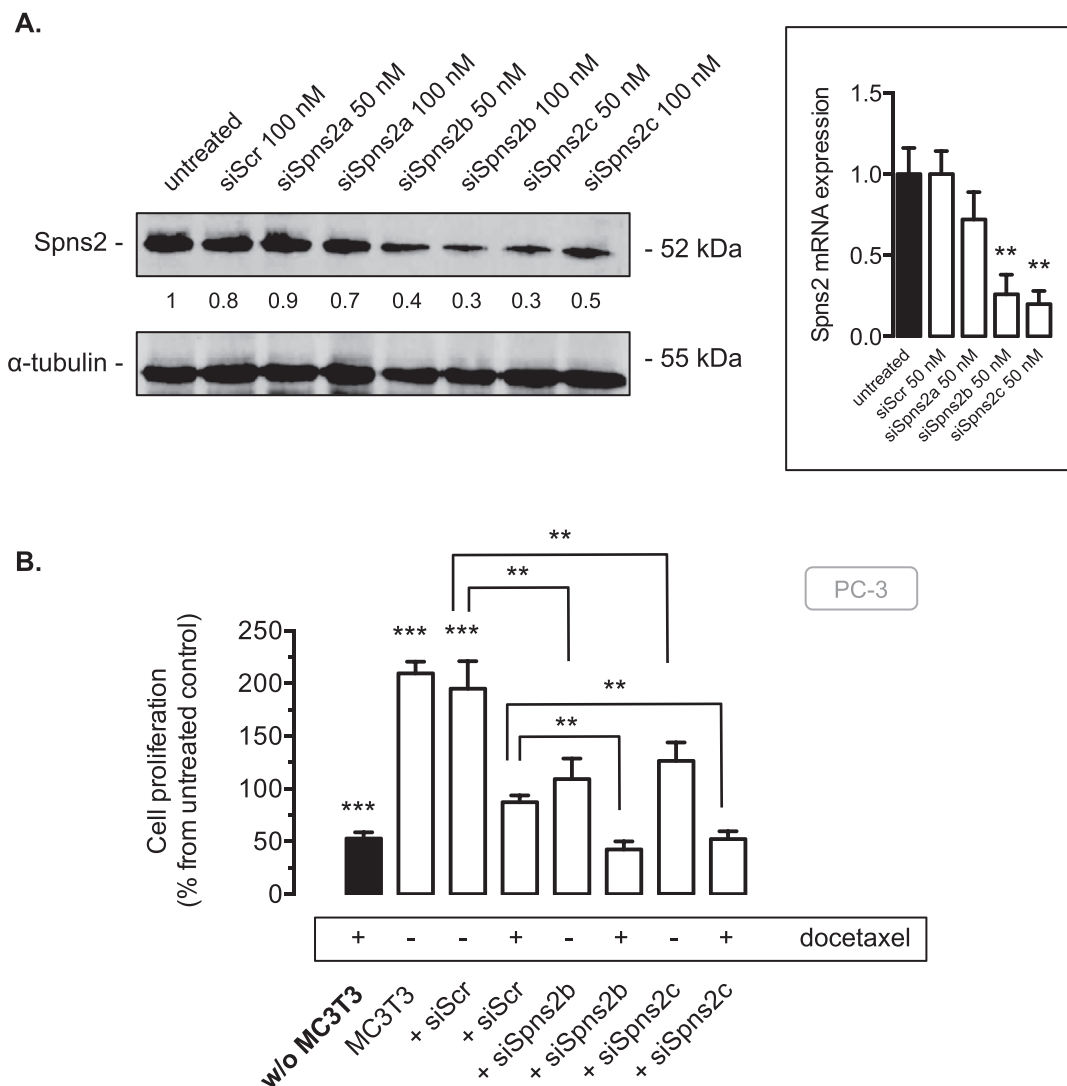 A.
untreated
siScr 100 nM
siSpns2a 50 nM
siSpns2a 100 nM
siSpns2b 50 nM
siSpns2b 100 nM
siSpns2c 50 nM
siSpns2c 100 nM
Spns2 -
- 52 kDa
1 0.8 0.9 0.7 0.4 0.3 0.3 0.5
α-tubulin -
- 55 kDa
Spns2 mRNA expression
1.5
1.0
0.5
0.0
** **
untreated
siScr 50 nM
siSpns2a 50 nM
siSpns2b 50 nM
siSpns2c 50 nM
B.
PC-3
Cell proliferation
(% from untreated control)
250
200
150
100
50
0
**
**
*** ***
**
**
***
+ - - + - + - + docetaxel
w/o MC3T3
MC3T3
+ siScr
+ siScr
+ siSpns2b
+ siSpns2b
+ siSpns2c
+ siSpns2c